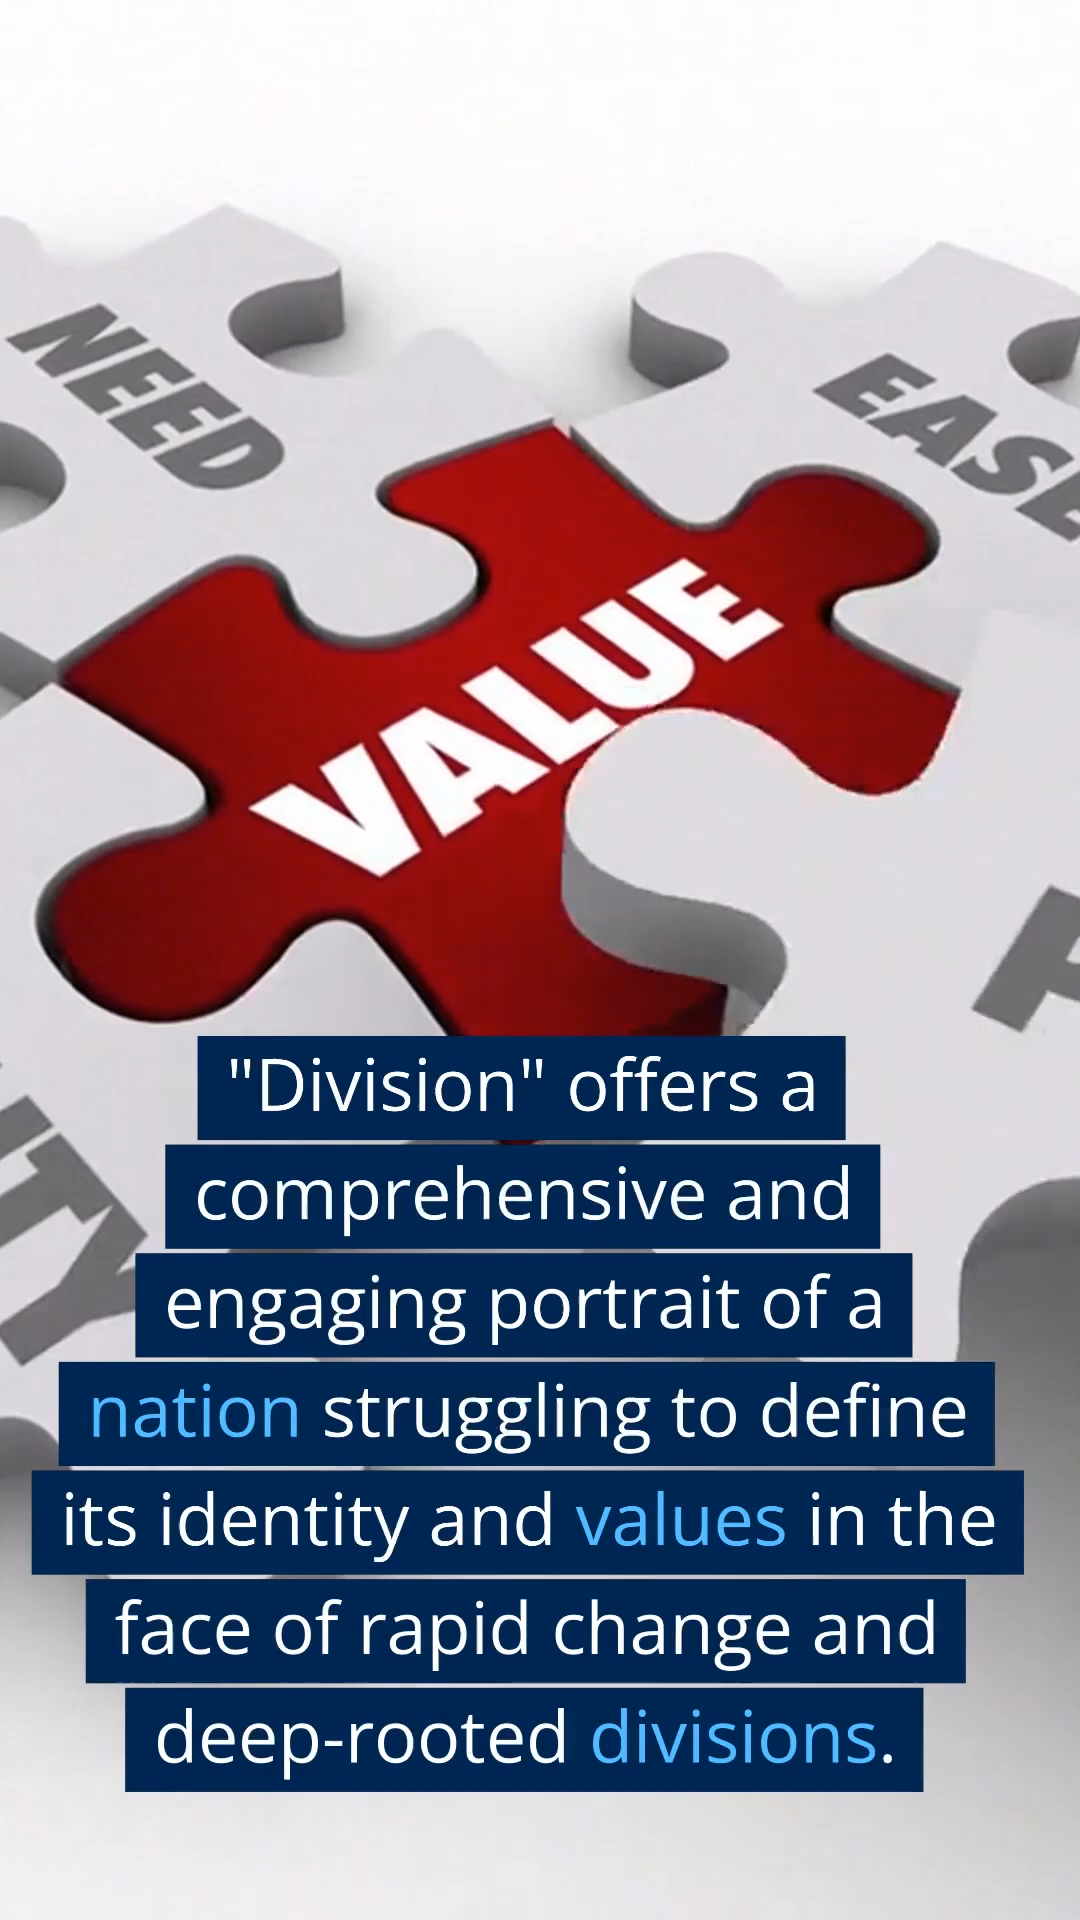 NEED
EASE
VALUE
"Division" offers a
comprehensive and
engaging portrait of a
nation struggling to define
its identity and values in the
face of rapid change and
deep-rooted divisions.